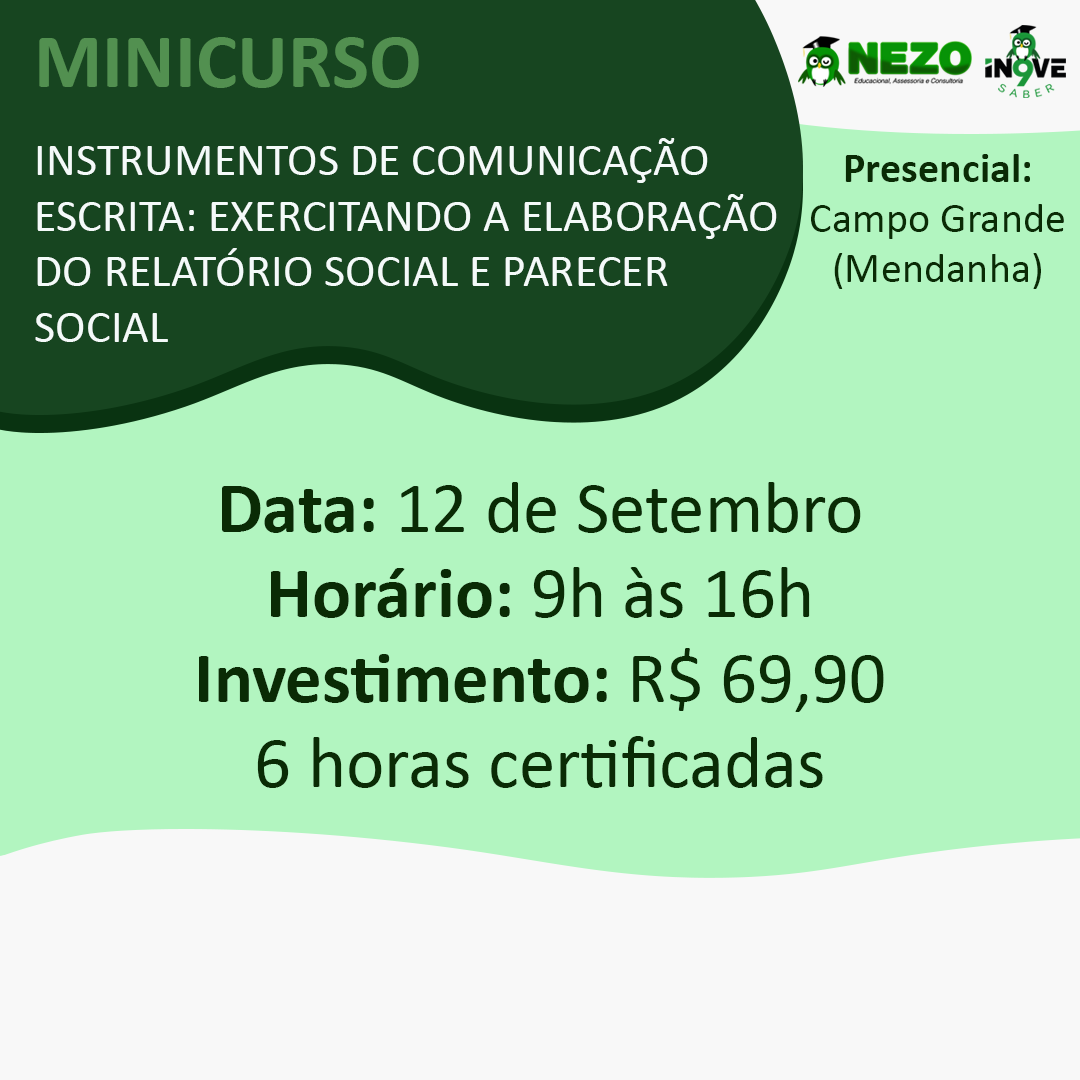 MINICURSO
INSTRUMENTOS DE COMUNICAÇÃO
ESCRITA: EXERCITANDO A ELABORAÇÃO
DO RELATÓRIO SOCIAL E PARECER
SOCIAL
NEZO
Educacional, Assessoria e Consultoria
IN9VE
SABER
Presencial:
Campo Grande
(Mendanha)
Data: 12 de Setembro
Horário: 9h às 16h
Investimento: R$ 69,90
6 horas certificadas